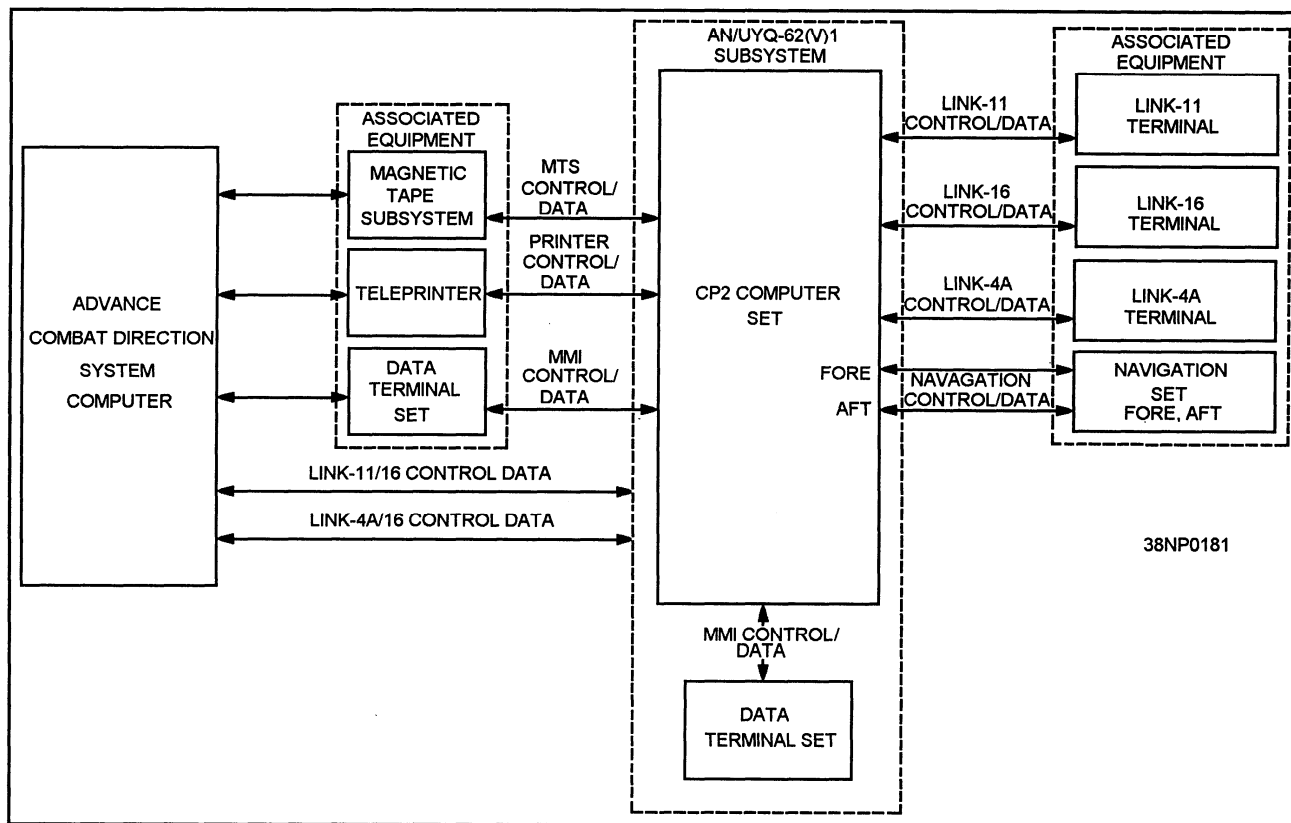 AN/UYQ-62(V)1
SUBSYSTEM
ASSOCIATED
EQUIPMENT
LINK-11
CONTROL/DATA
LINK-11
TERMINAL
ASSOCIATED
EQUIPMENT
MAGNETIC
TAPE
SUBSYSTEM
MTS
CONTROL/
DATA
LINK-16
CONTROL/DATA
LINK-16
TERMINAL
ADVANCE
COMBAT DIRECTION
SYSTEM
COMPUTER
TELEPRINTER
PRINTER
CONTROL/
DATA
CP2 COMPUTER
SET
LINK-4A
CONTROL/DATA
LINK-4A
TERMINAL
DATA
TERMINAL
SET
MMI
CONTROL/
DATA
FORE
AFT
NAVAGATION
CONTROL/DATA
NAVIGATION
SET
FORE, AFT
LINK-11/16 CONTROL DATA
LINK-4A/16 CONTROL DATA
38NP0181
MMI CONTROL/
DATA
DATA
TERMINAL SET